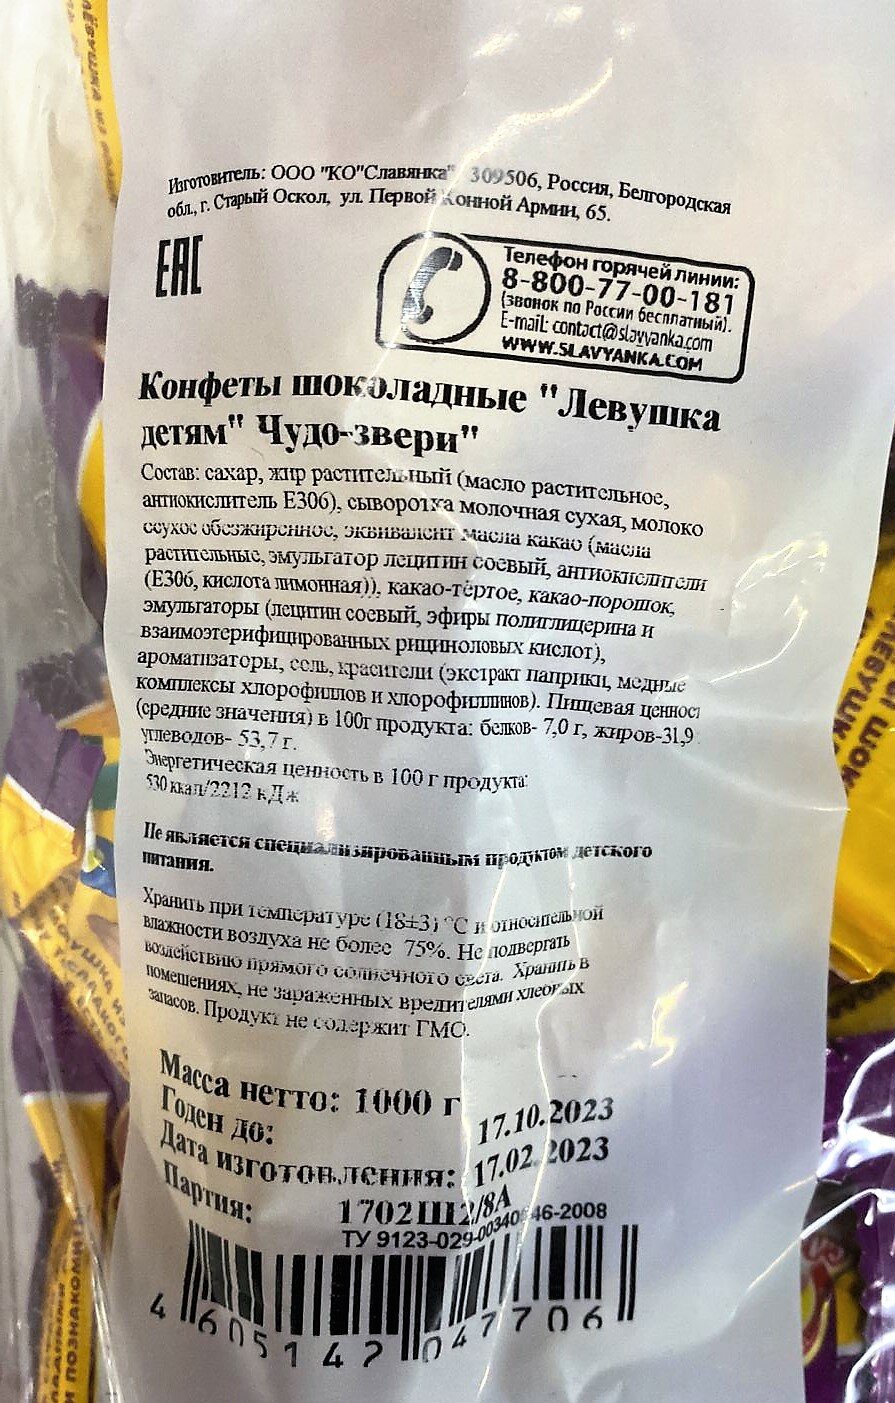 Изготовитель: ООО "КО"Славянка" 309506, Россия, Белгородская
обл., г. Старый Оскол, ул. Первой Конной Армии, 65.
ЕАС
Телефон горячей линии:
8-800-77-00-181
(звонок по России бесплатный).
E-mail: contact@slavyanka.com
WWW.SLAVYANKA.COM
Конфеты шоколадные "Левушка
детям" Чудо-звери"
Состав: сахар, жир растительный (масло растительное,
антиокислитель Е306), сыворотка молочная сухая, молоко
сухое обезжиренное, эквивалент масла какао (масла
растительные, эмульгатор лецитин соевый, антиокислители
(Е306, кислота лимонная)), какао-тёртое, какао-порошок,
эмульгаторы (лецитин соевый, эфиры полиглицерина и
взаимоэтерифицированных рициноловых кислот),
ароматизаторы, соль, красители (экстракт паприки, медные
комплексы хлорофиллов и хлорофиллинов). Пищевая ценност
(средние значения) в 100г продукта: белков- 7,0 г, жиров-31,9
углеводов- 53,7 г.
Энергетическая ценность в 100 г продукта:
530 ккал/2212 кДж
Не является специализированным продуктом детского
питания.
Хранить при температуре (18±3) °С и относительной
влажности воздуха не более 75%. Не подвергать
воздействию прямого солнечного света. Хранить в
помещениях, не зараженных вредителями хлебных
запасов. Продукт не содержит ГМО.
Масса нетто: 1000 г
Годен до: 17.10.2023
Дата изготовления: 17.02.2023
Партия: 1702Ш2/8А
ТУ 9123-029-00340646-2008
4 605142 047706